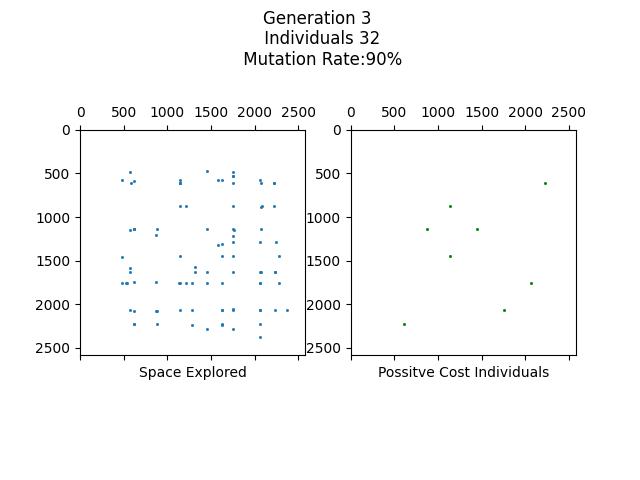 Generation 3
Individuals 32
Mutation Rate:90%
0 500 1000 1500 2000 2500
0 500 1000 1500 2000 2500
0
500
1000
1500
2000
2500
Space Explored
0
500
1000
1500
2000
2500
Possitve Cost Individuals